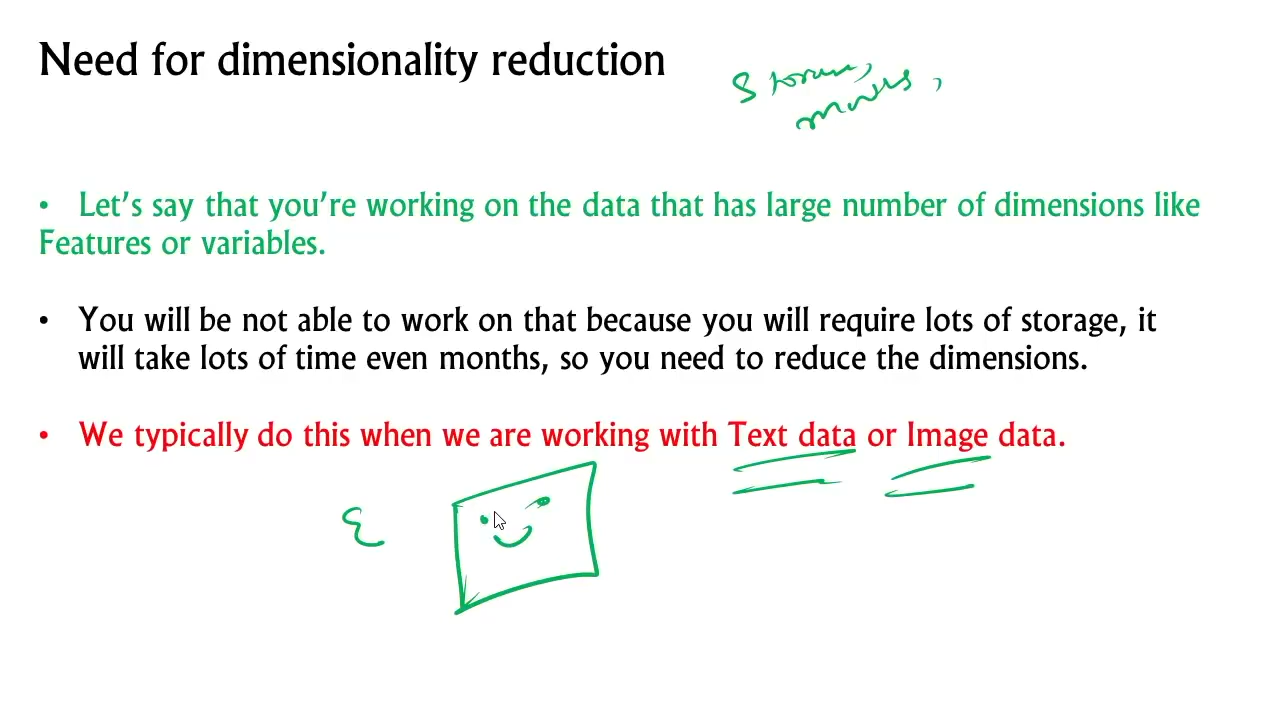 Need for dimensionality reduction
• Let's say that you're working on the data that has large number of dimensions like
Features or variables.
• You will be not able to work on that because you will require lots of storage, it
will take lots of time even months, so you need to reduce the dimensions.
• We typically do this when we are working with Text data or Image data.